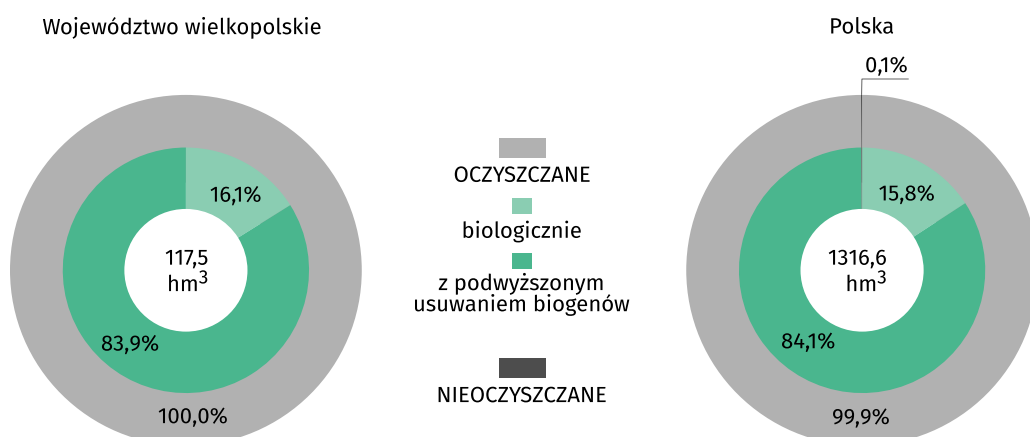 Województwo wielkopolskie
16,1%
117,5
hm³
83,9%
100,0%
OCZYSZCZANE
biologicznie
z podwyższonym
usuwaniem biogenów
NIEOCZYSZCZANE
Polska
0,1%
15,8%
1316,6
hm³
84,1%
99,9%